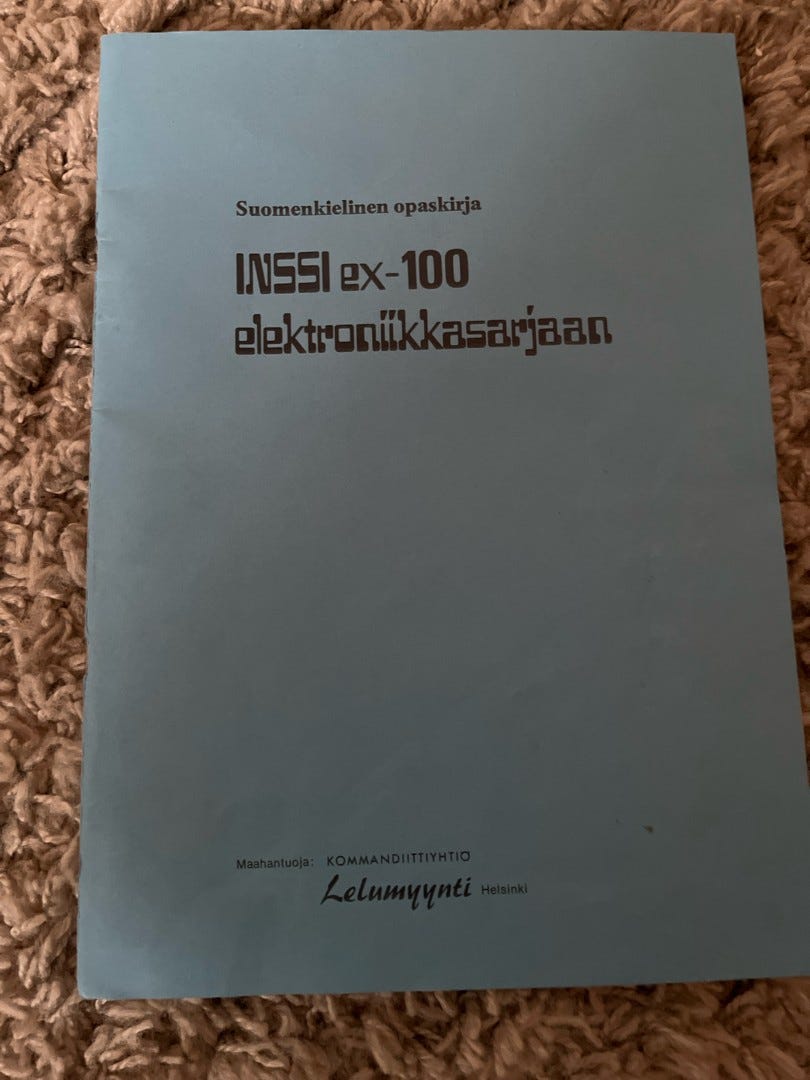 Suomenkielinen opaskirja
INSSI ex-100
elektroniikkasarjaan
Maahantuoja: KOMMANDIITTIYHTIÖ
Lelumyynti Helsinki